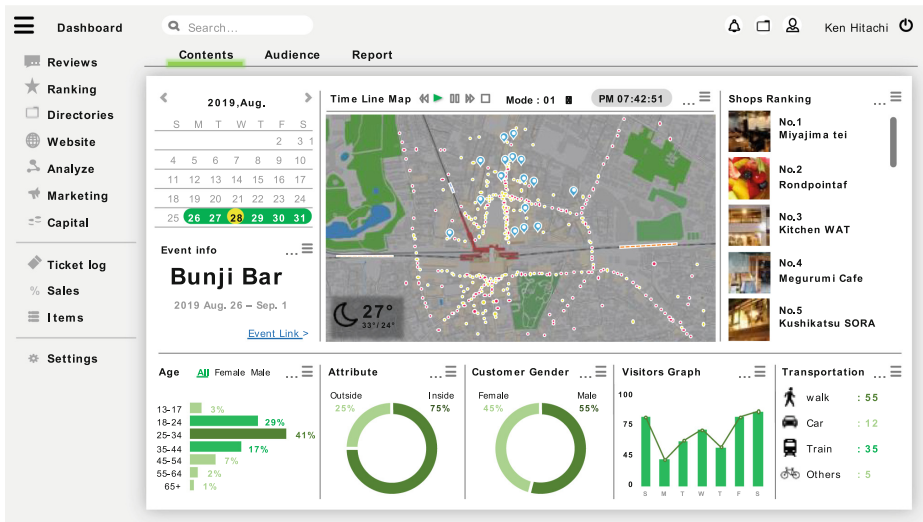 Dashboard
Search...
Ken Hitachi
Contents Audience Report
Reviews
Ranking
Directories
Website
Analyze
Marketing
Capital
Ticket log
Sales
Items
Settings
2019,Aug.
S M T W T F S
2 3 1
4 5 6 7 8 9 10
11 12 13 14 15 16 17
18 19 20 21 22 23 24
25 26 27 28 29 30 31
Event info ...
Bunji Bar
2019 Aug. 26 – Sep. 1
Event Link >
Time Line Map Mode : 01 PM 07:42:51 ...
27°
33°/ 24°
Shops Ranking ...
No.1
Miyajima tei
No.2
Rondpointaf
No.3
Kitchen WAT
No.4
Megurumi Cafe
No.5
Kushikatsu SORA
Age All Female Male ...
13-17 3%
18-24 29%
25-34 41%
35-44 17%
45-54 7%
55-64 2%
65+ 1%
Attribute ...
Outside Inside
25% 75%
Customer Gender ...
Female Male
45% 55%
Visitors Graph ...
100
75
45
0
S M T W T F S
Transportation ...
walk : 55
Car : 12
Train : 35
Others : 5